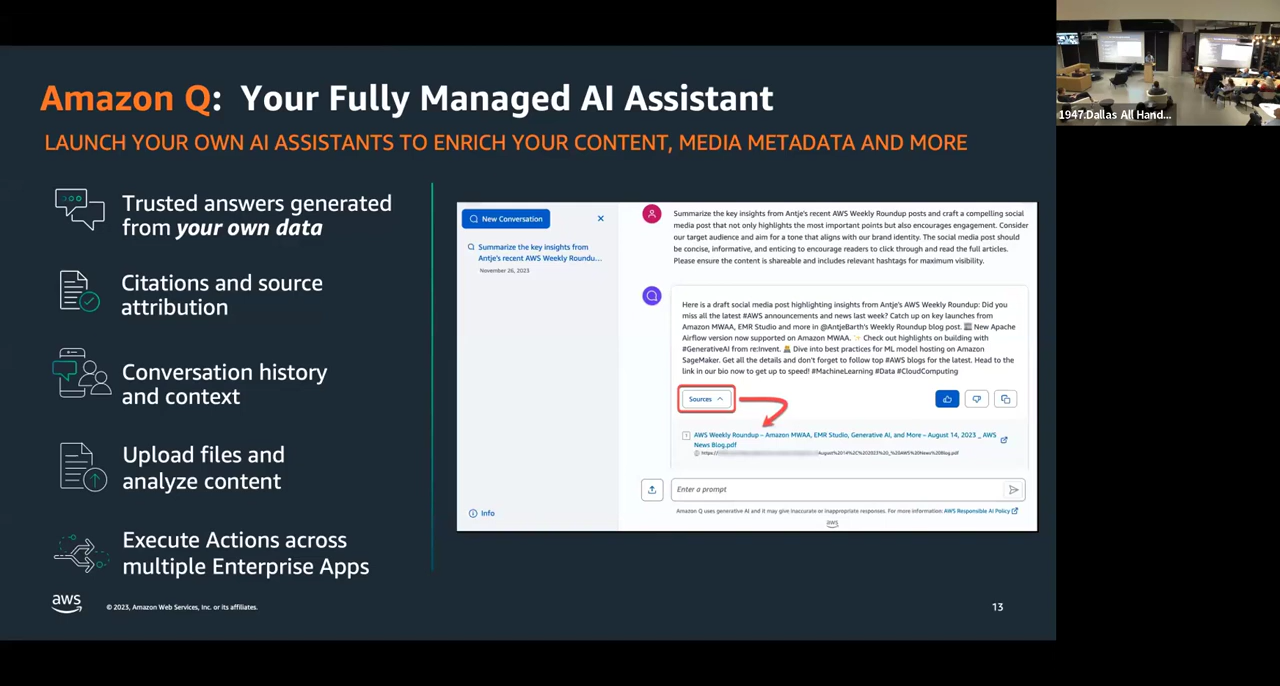 Amazon Q: Your Fully Managed AI Assistant
LAUNCH YOUR OWN AI ASSISTANTS TO ENRICH YOUR CONTENT, MEDIA METADATA AND MORE
Trusted answers generated
from your own data
Citations and source
attribution
Conversation history
and context
Upload files and
analyze content
Execute Actions across
multiple Enterprise Apps
New Conversation
Summarize the key insights from
Antje's recent AWS Weekly Roundu...
November 26, 2023
Info
Summarize the key insights from Antje's recent AWS Weekly Roundup posts and craft a compelling social
media post that not only highlights the most important points but also encourages engagement. Consider
our target audience and aim for a tone that aligns with our brand identity. The social media post should
be concise, informative, and enticing to encourage readers to click through and read the full articles.
Please ensure the content is shareable and includes relevant hashtags for maximum visibility.
Here is a draft social media post highlighting insights from Antje's AWS Weekly Roundup: Did you
miss all the latest #AWS announcements and news last week? Catch up on key launches from
Amazon MWAA, EMR Studio and more in @AntjeBarth's Weekly Roundup blog post. New Apache
Airflow version now supported on Amazon MWAA. ✨ Check out highlights on building with
#GenerativeAI from re:Invent. Dive into best practices for ML model hosting on Amazon
SageMaker. Get all the details and don't forget to follow top #AWS blogs for the latest. Head to the
link in our bio now to get up to speed! #MachineLearning #Data #CloudComputing
Sources
1
AWS Weekly Roundup – Amazon MWAA, EMR Studio, Generative AI, and More – August 14, 2023 _ AWS
News Blog.pdf
https://
August%2014%2C%202023%20_%20AWS%20News%20Blog.pdf
Enter a prompt
Amazon Q uses generative AI and it may give inaccurate or inappropriate responses. For more information AWS Responsible AI Policy
aws
aws
© 2023, Amazon Web Services, Inc. or its affiliates.
13
1947.Dallas All Hand...